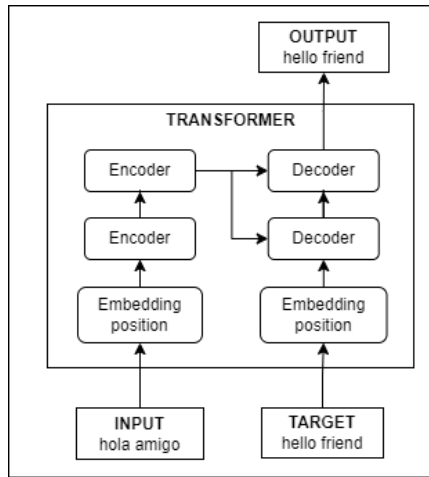 OUTPUT
hello friend
TRANSFORMER
Encoder
Decoder
Encoder
Decoder
Embedding
position
Embedding
position
INPUT
hola amigo
TARGET
hello friend